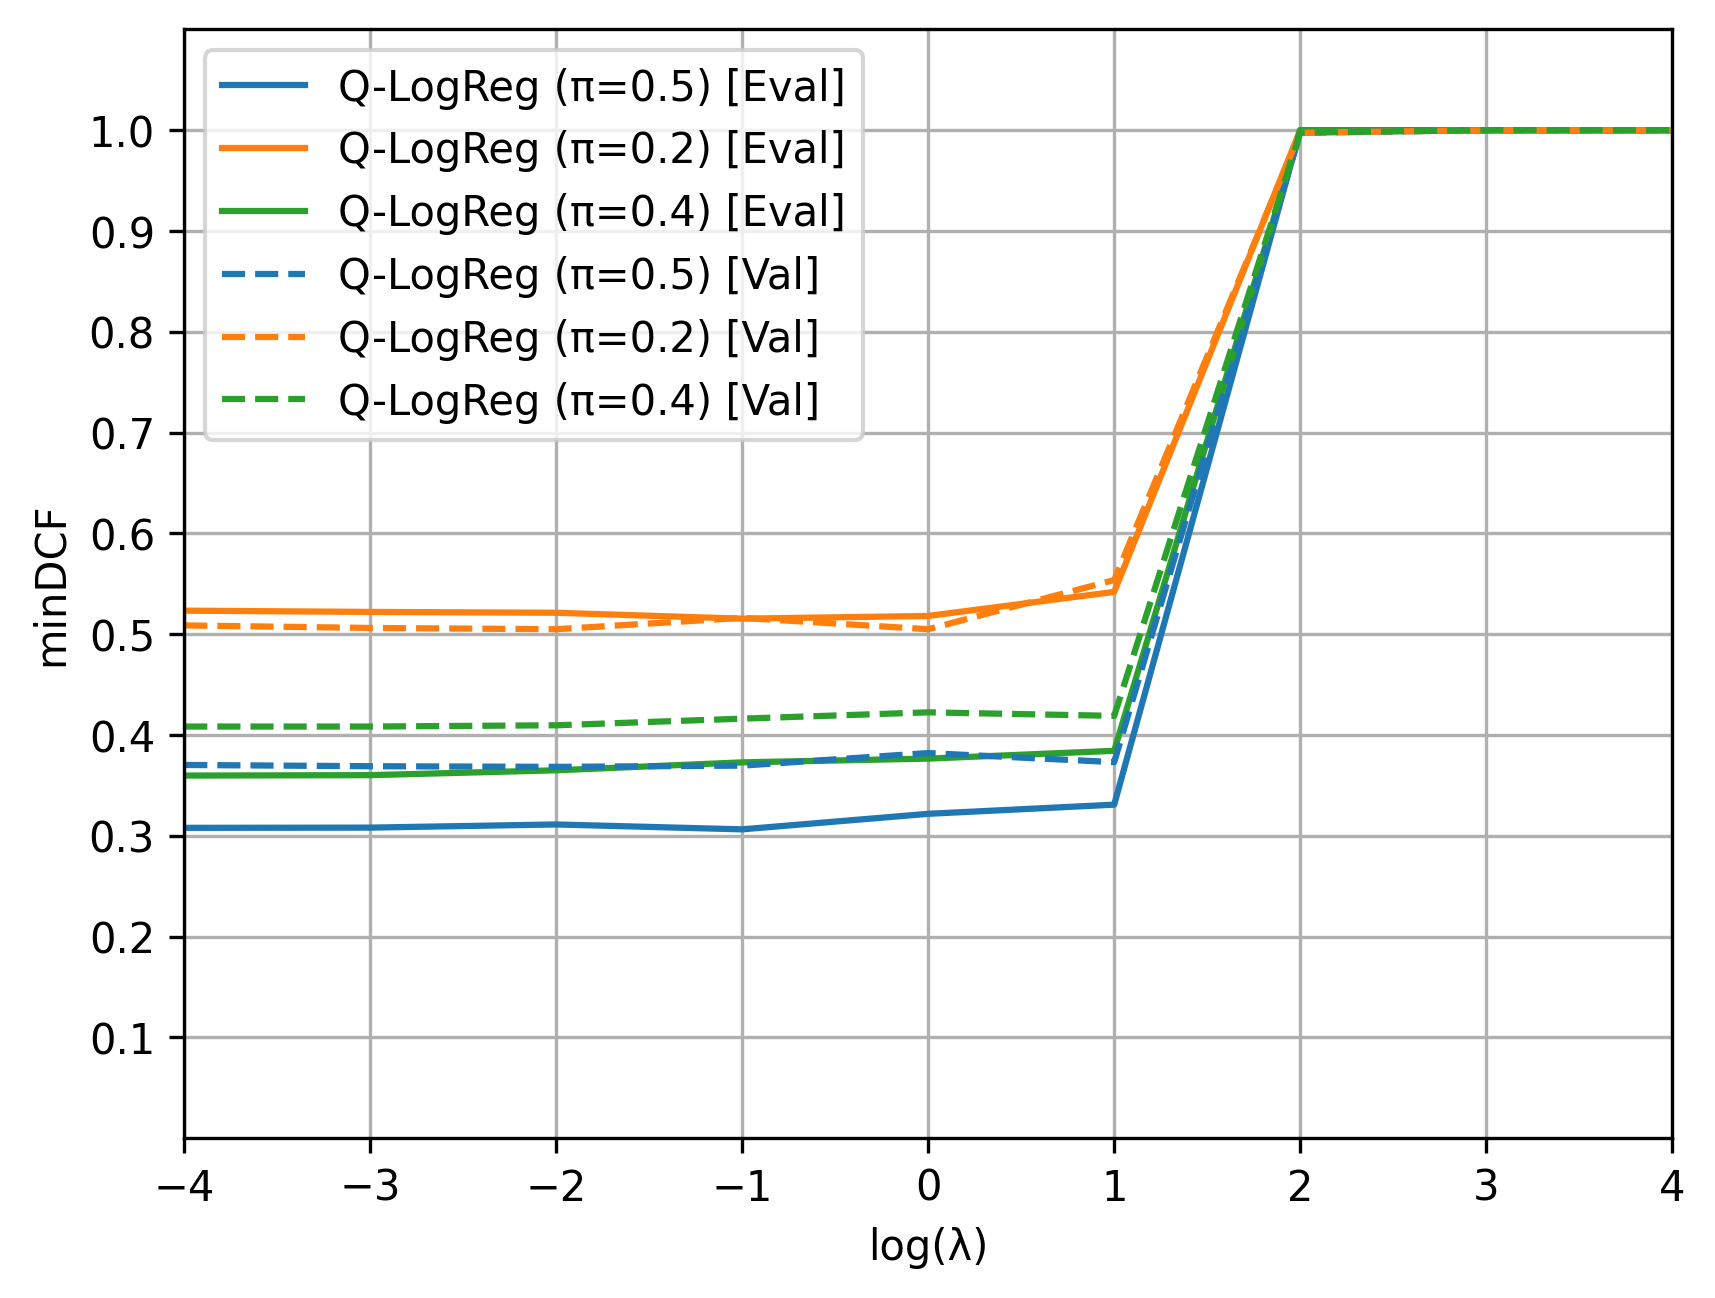 Q-LogReg (π=0.5) [Eval]
Q-LogReg (π=0.2) [Eval]
Q-LogReg (π=0.4) [Eval]
Q-LogReg (π=0.5) [Val]
Q-LogReg (π=0.2) [Val]
Q-LogReg (π=0.4) [Val]
1.0
0.9
0.8
0.7
0.6
0.5
0.4
0.3
0.2
0.1
minDCF
−4 −3 −2 −1 0 1 2 3 4
log(λ)